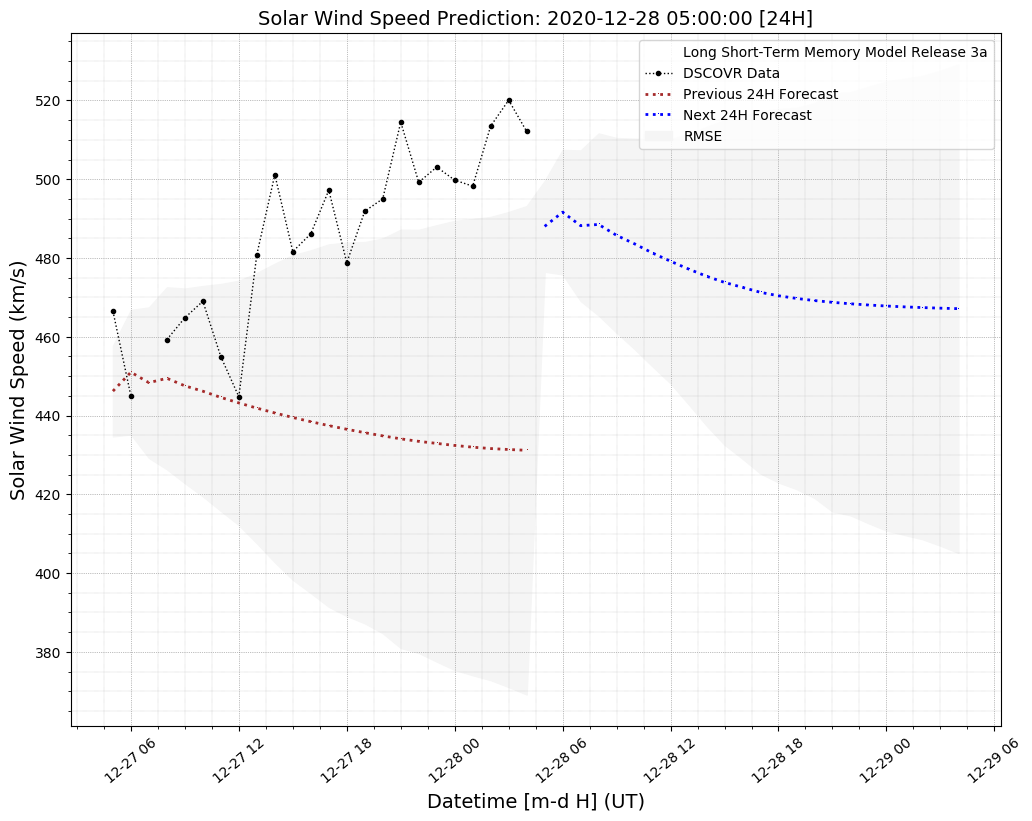 Solar Wind Speed Prediction: 2020-12-28 05:00:00 [24H]
Long Short-Term Memory Model Release 3a
DSCOVR Data
Previous 24H Forecast
Next 24H Forecast
RMSE
Solar Wind Speed (km/s)
520
500
480
460
440
420
400
380
12-27 06
12-27 12
12-27 18
12-28 00
12-28 06
12-28 12
12-28 18
12-29 00
12-29 06
Datetime [m-d H] (UT)